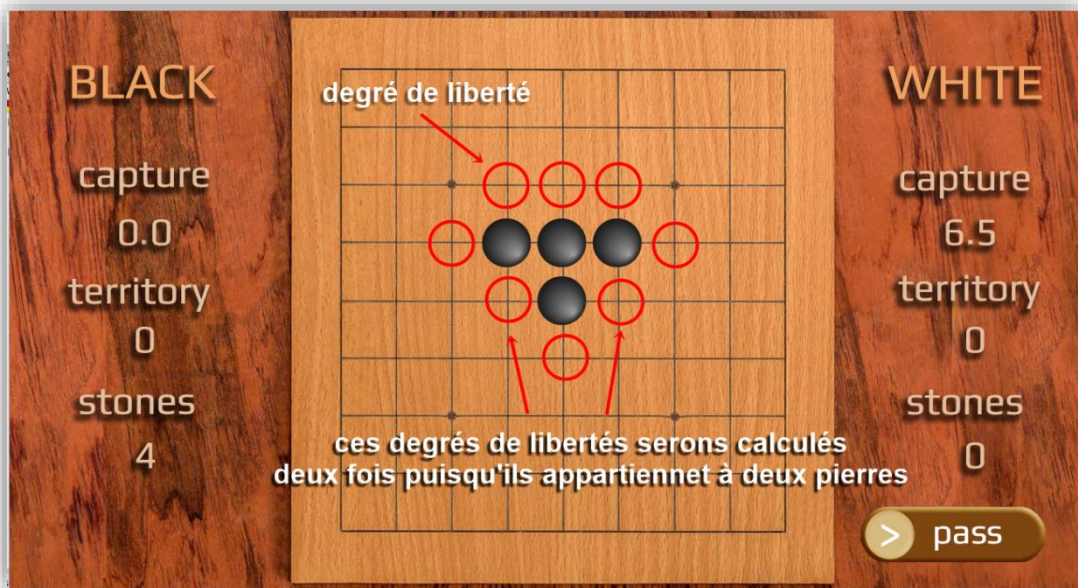 BLACK
capture
0.0
territory
0
stones
4
degré de liberté
ces degrés de libertés serons calculés
deux fois puisqu'ils appartiennet à deux pierres
WHITE
capture
6.5
territory
0
stones
0
> pass